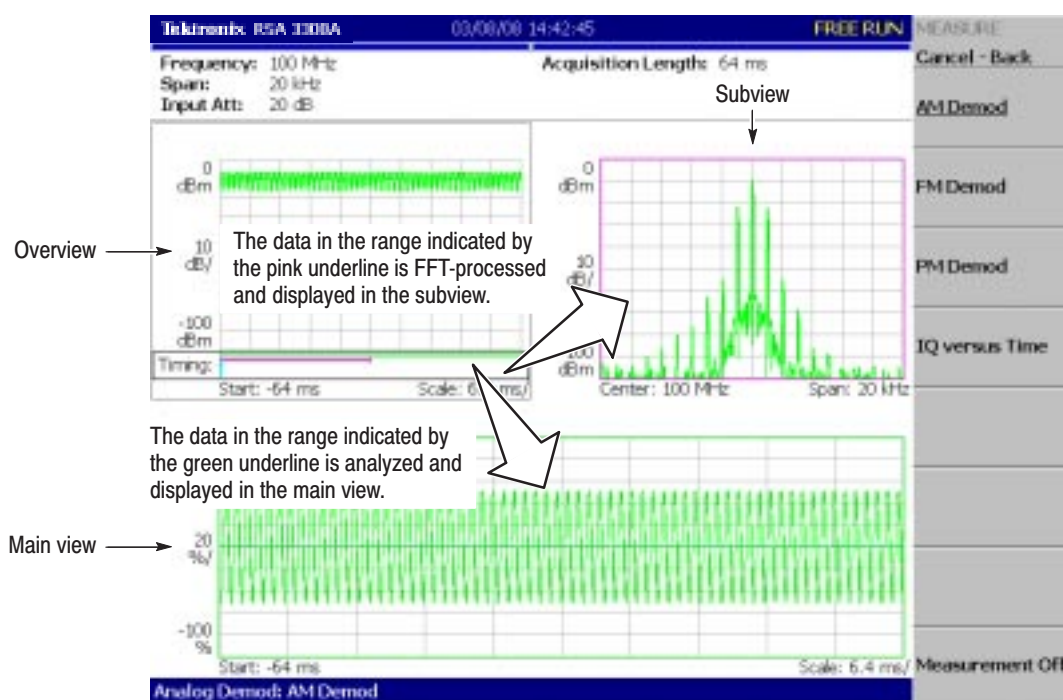 Tektronix RSA 3308A 03/08/08 14:42:45 FREE RUN
MEASURE
Frequency: 100 MHz
Span: 20 kHz
Input Att: 20 dB
Acquisition Length: 64 ms
Cancel - Back
AM Demod
FM Demod
PM Demod
IQ versus Time
Measurement Off
Subview
Overview
0
dBm
10
dB/
-100
dBm
Timing:
Start: -64 ms
The data in the range indicated by
the pink underline is FFT-processed
and displayed in the subview.
0
dBm
10
dB/
dBm
Center: 100 MHz
Span: 20 kHz
The data in the range indicated by
the green underline is analyzed and
displayed in the main view.
Main view
20
%/
-100
%
Start: -64 ms
Scale: 6.4 ms/
Analog Demod: AM Demod